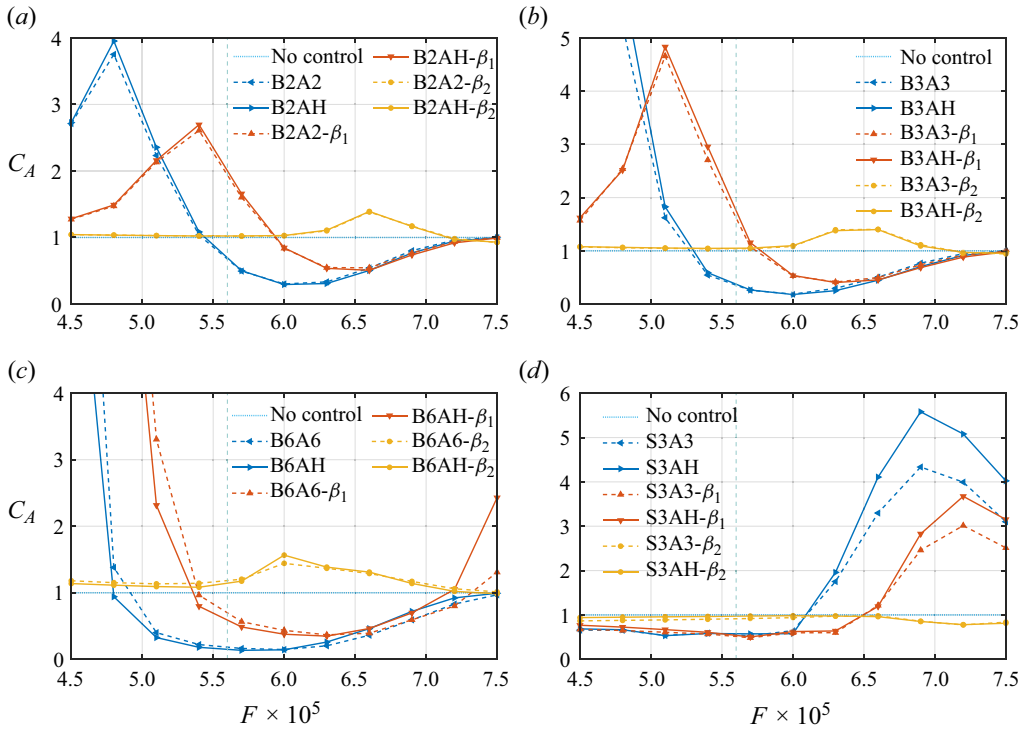 (a)
4
3
2
1
0
C_A
No control
B2A2
B2AH
B2A2-β₁
B2AH-β₁
B2A2-β₂
B2AH-β₂
4.5 5.0 5.5 6.0 6.5 7.0 7.5
(b)
5
4
3
2
1
0
No control
B3A3
B3AH
B3A3-β₁
B3AH-β₁
B3A3-β₂
B3AH-β₂
4.5 5.0 5.5 6.0 6.5 7.0 7.5
(c)
4
3
2
1
0
C_A
No control
B6A6
B6AH
B6A6-β₁
B6AH-β₁
B6A6-β₂
B6AH-β₂
4.5 5.0 5.5 6.0 6.5 7.0 7.5
F × 10⁵
(d)
6
5
4
3
2
1
0
No control
S3A3
S3AH
S3A3-β₁
S3AH-β₁
S3A3-β₂
S3AH-β₂
4.5 5.0 5.5 6.0 6.5 7.0 7.5
F × 10⁵